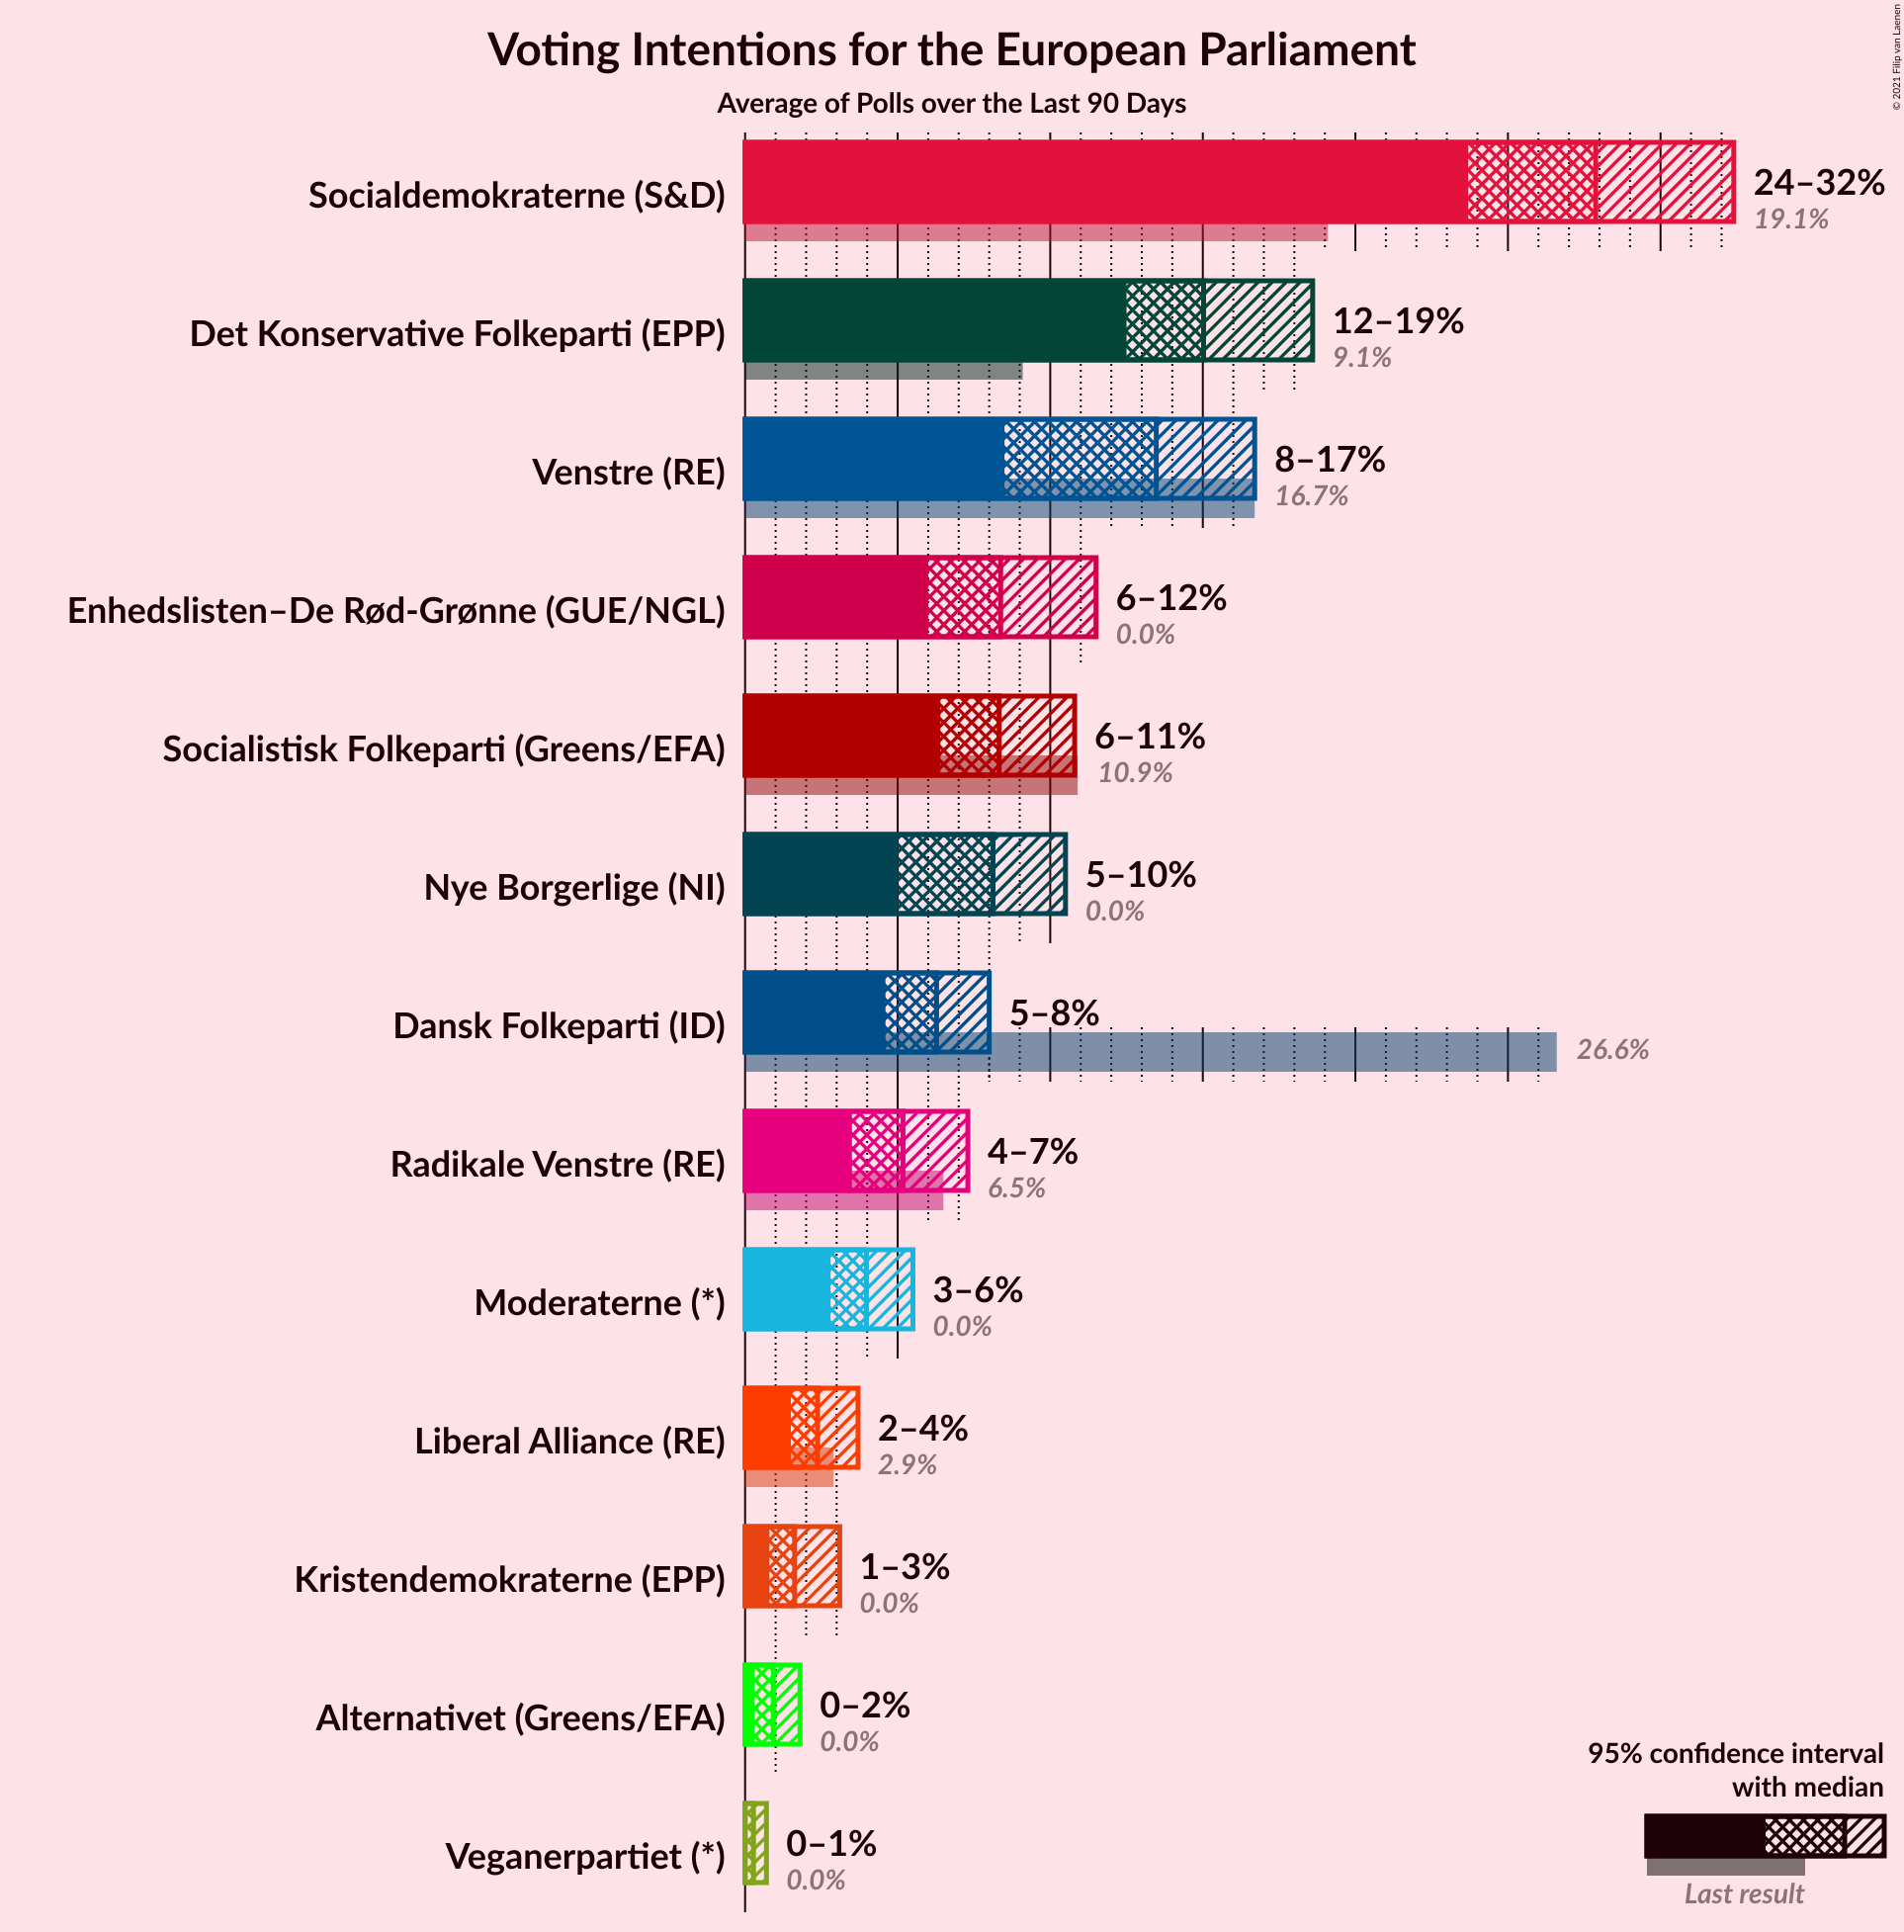 Voting Intentions for the European Parliament
Average of Polls over the Last 90 Days
© 2021 Filip van Laenen
Socialdemokraterne (S&D)
24–32%
19.1%
Det Konservative Folkeparti (EPP)
12–19%
9.1%
Venstre (RE)
8–17%
16.7%
Enhedslisten–De Rød-Grønne (GUE/NGL)
6–12%
0.0%
Socialistisk Folkeparti (Greens/EFA)
6–11%
10.9%
Nye Borgerlige (NI)
5–10%
0.0%
Dansk Folkeparti (ID)
5–8%
26.6%
Radikale Venstre (RE)
4–7%
6.5%
Moderaterne (*)
3–6%
0.0%
Liberal Alliance (RE)
2–4%
2.9%
Kristendemokraterne (EPP)
1–3%
0.0%
Alternativet (Greens/EFA)
0–2%
0.0%
Veganerpartiet (*)
0–1%
0.0%
95% confidence interval
with median
Last result